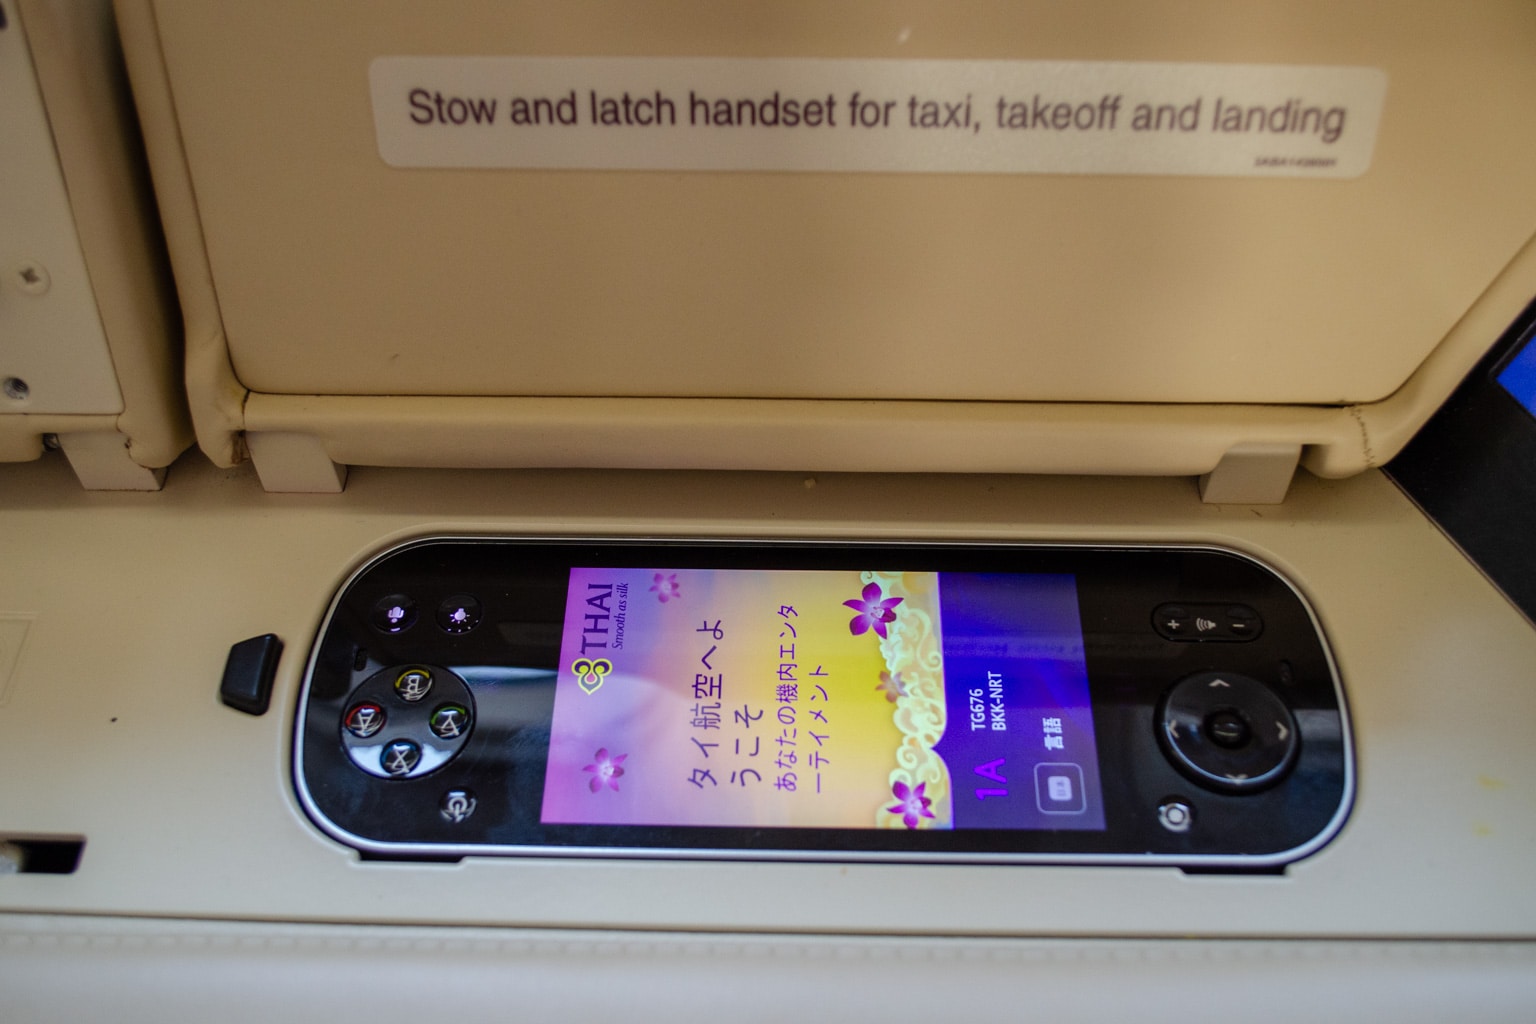 Stow and latch handset for taxi, takeoff and landing
THAI
Smooth as silk
タイ航空へよ
うこそ
あなたの機内エンタ
ーテイメント
TG676
BKK-NRT
1A
言語
+
-